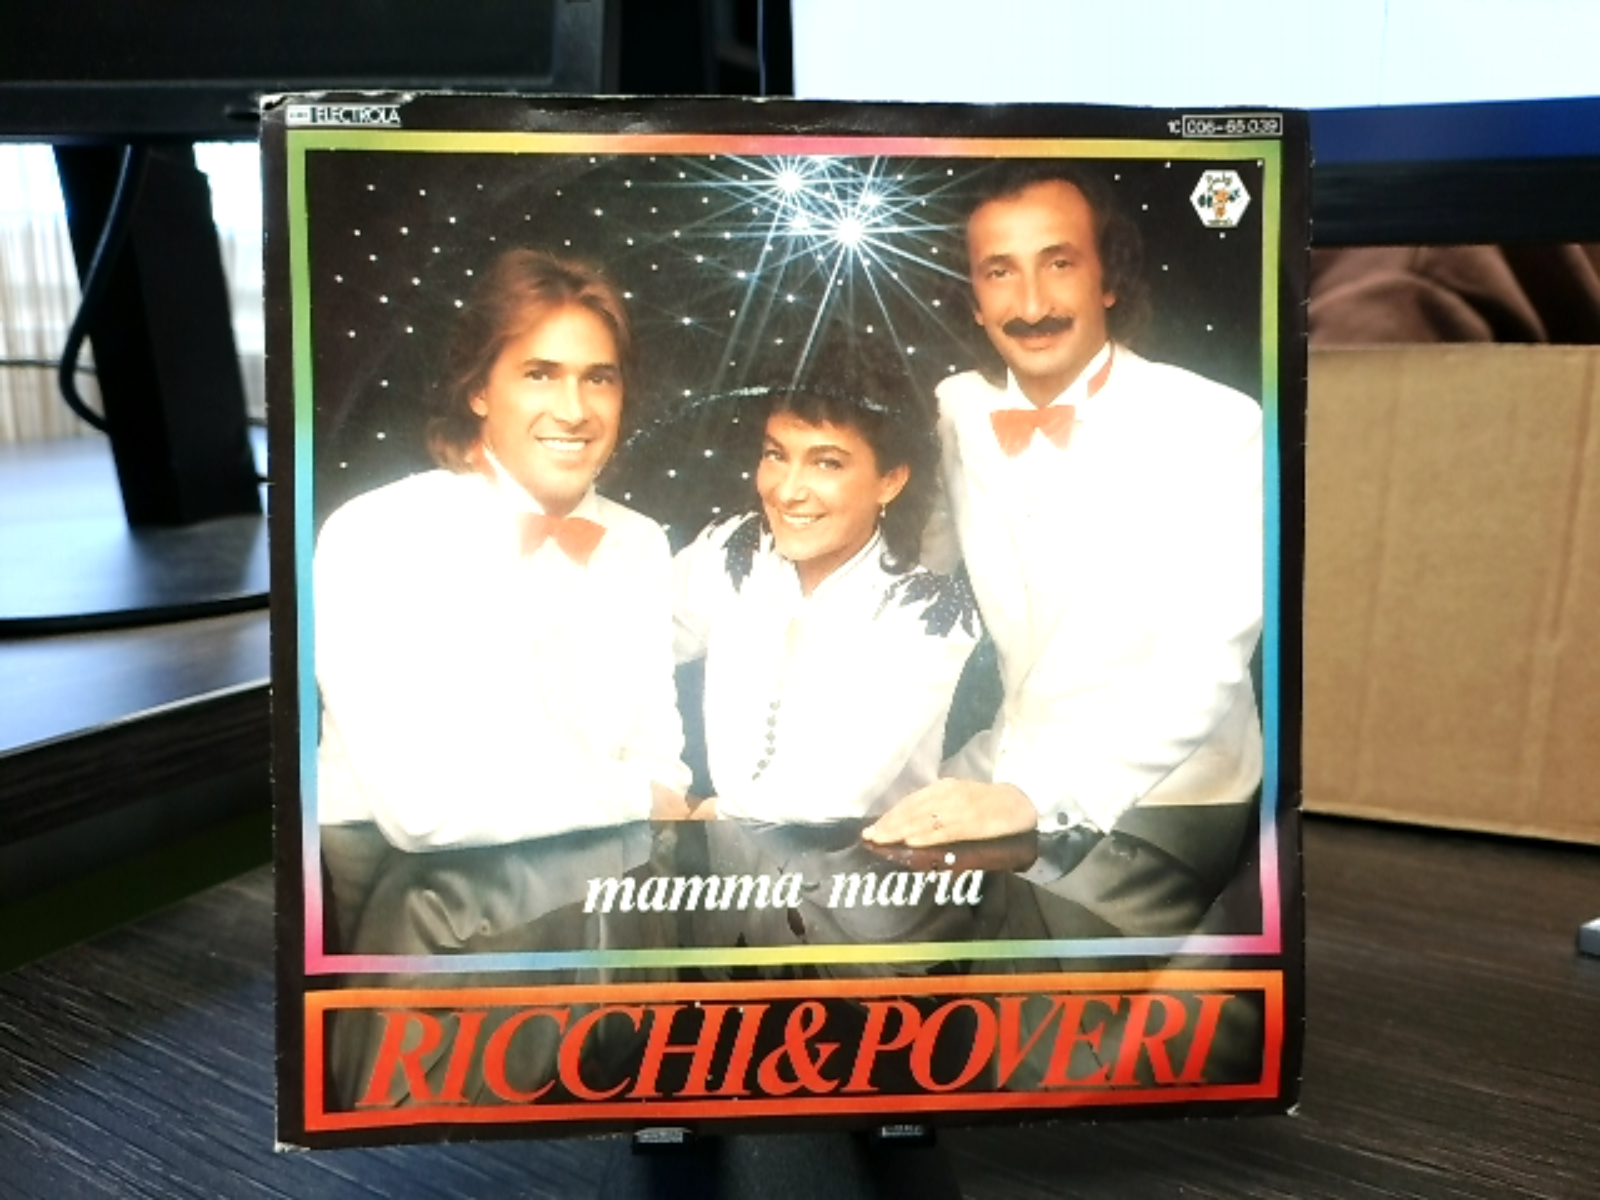 ELECTROLA
1C 006-65 039
mamma maria
RICCHI&POVERI